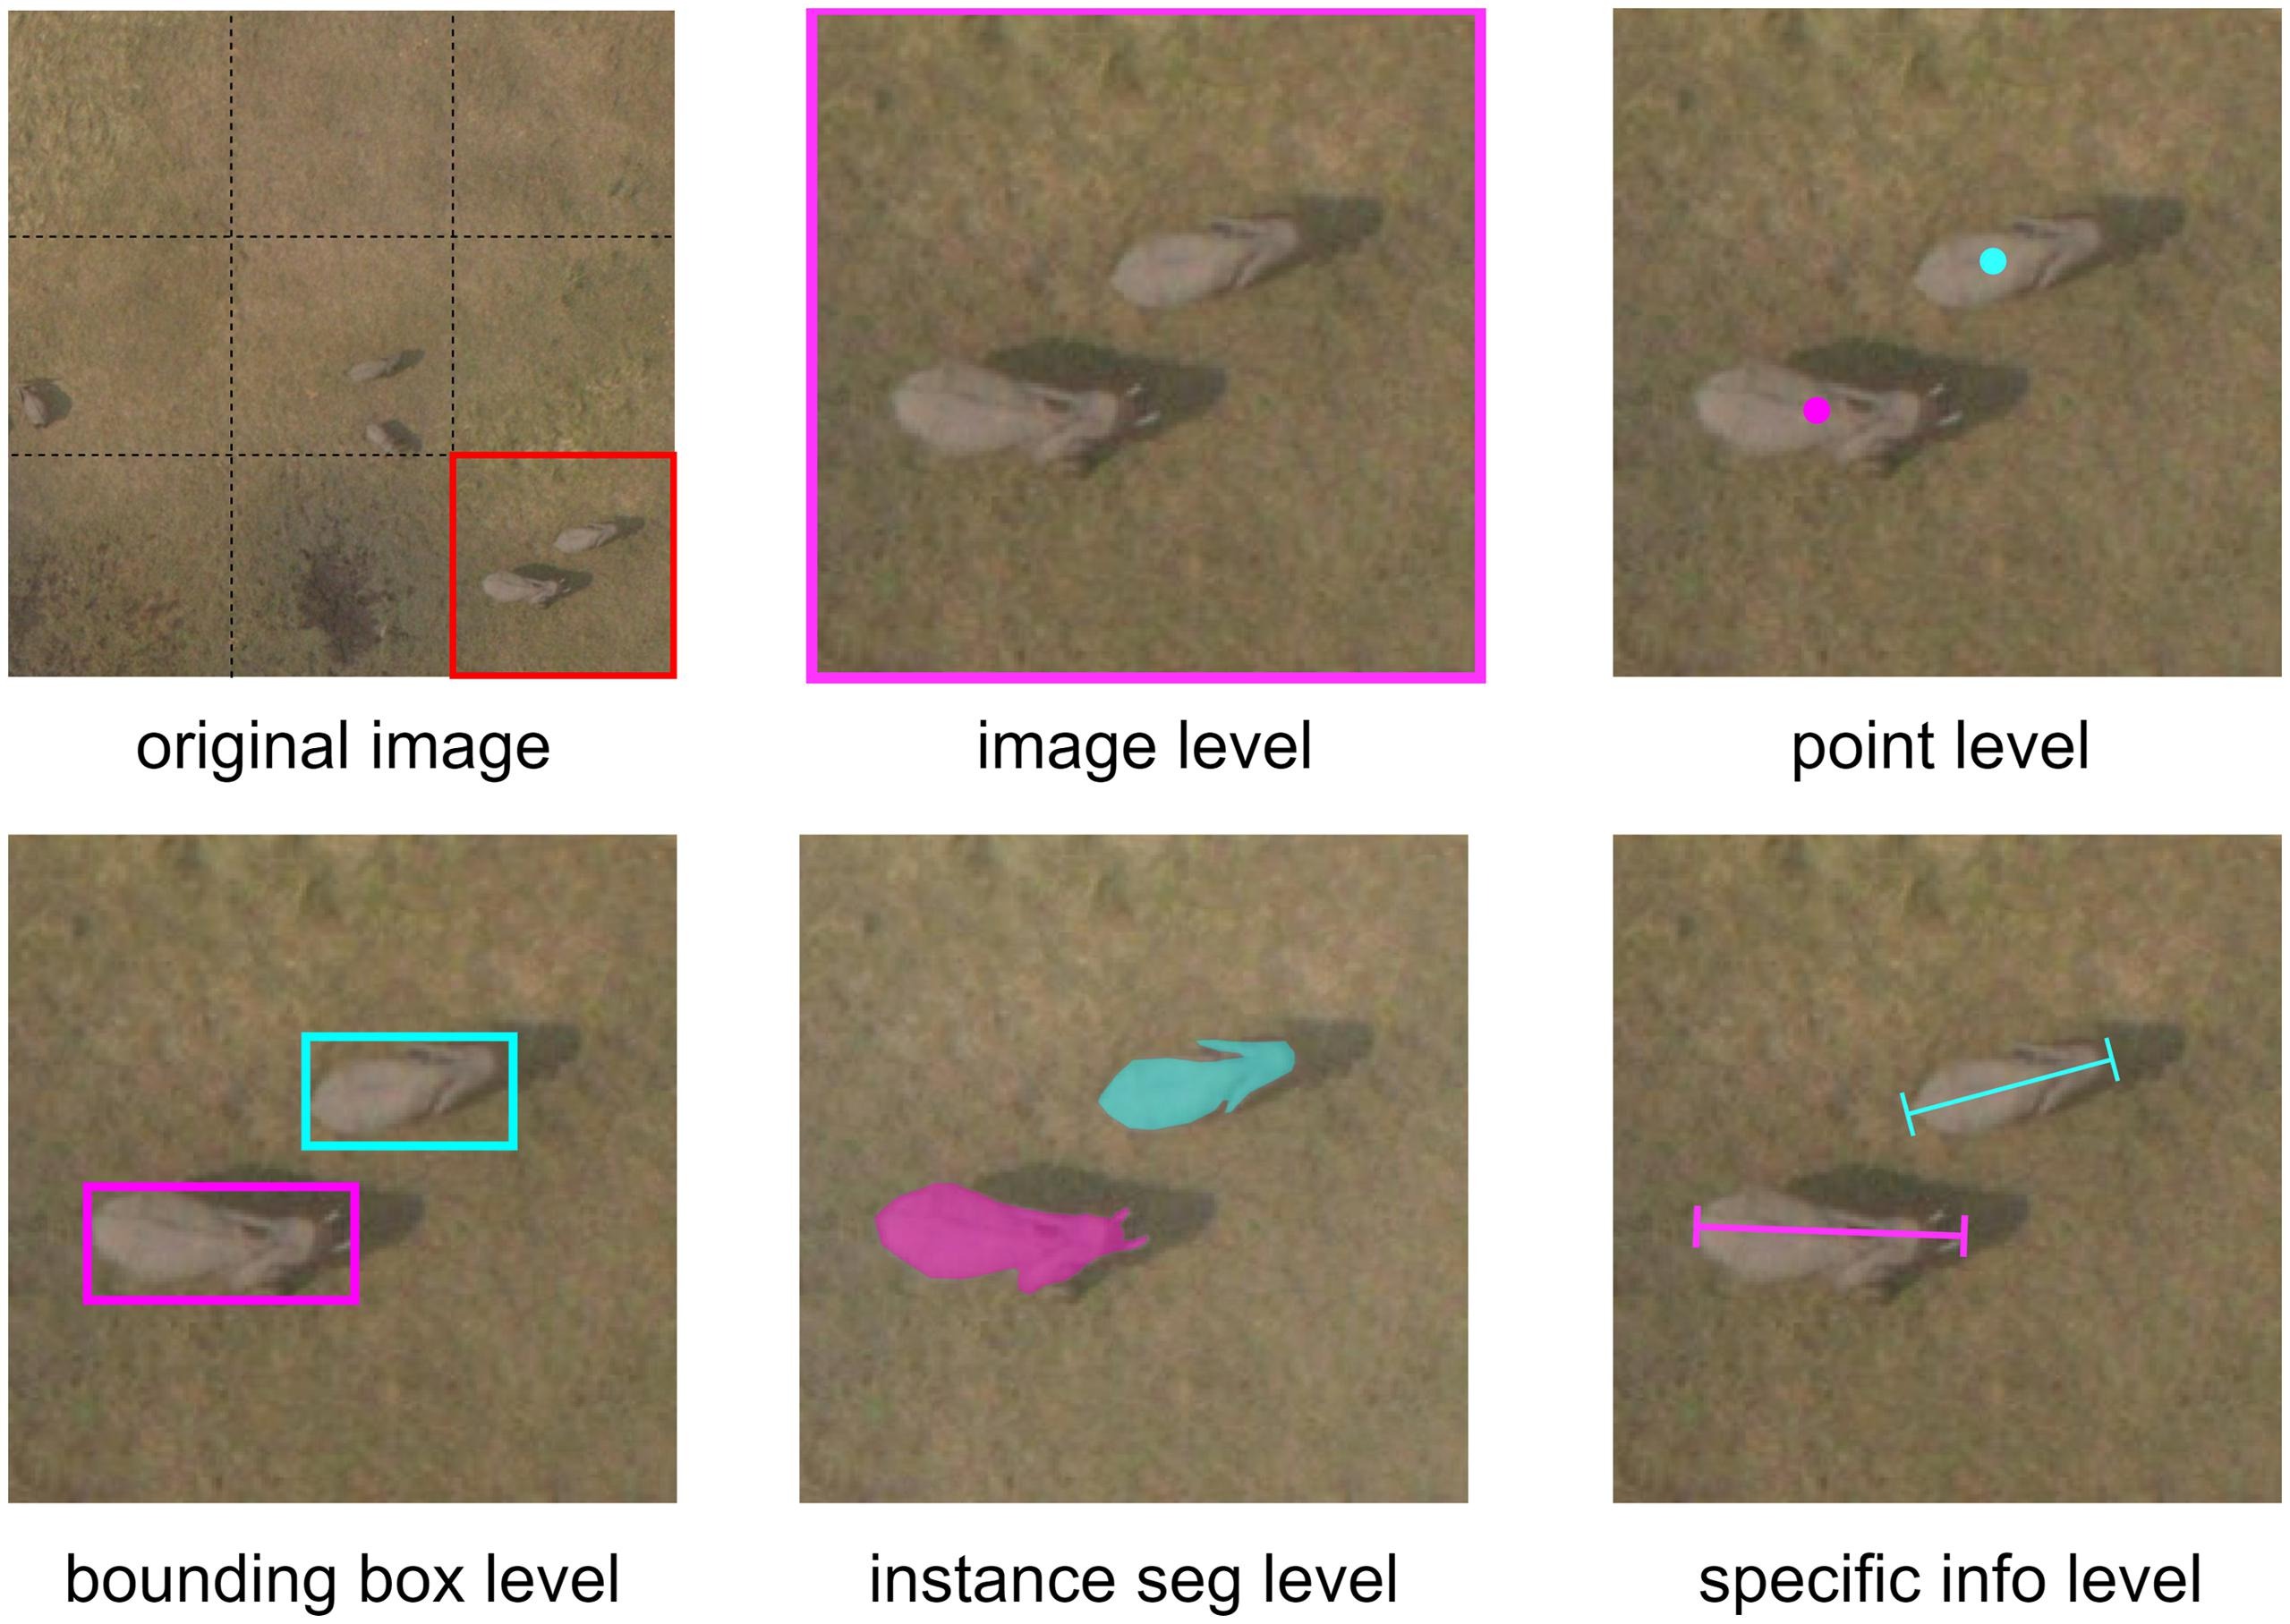 original image
image level
point level
bounding box level
instance seg level
specific info level